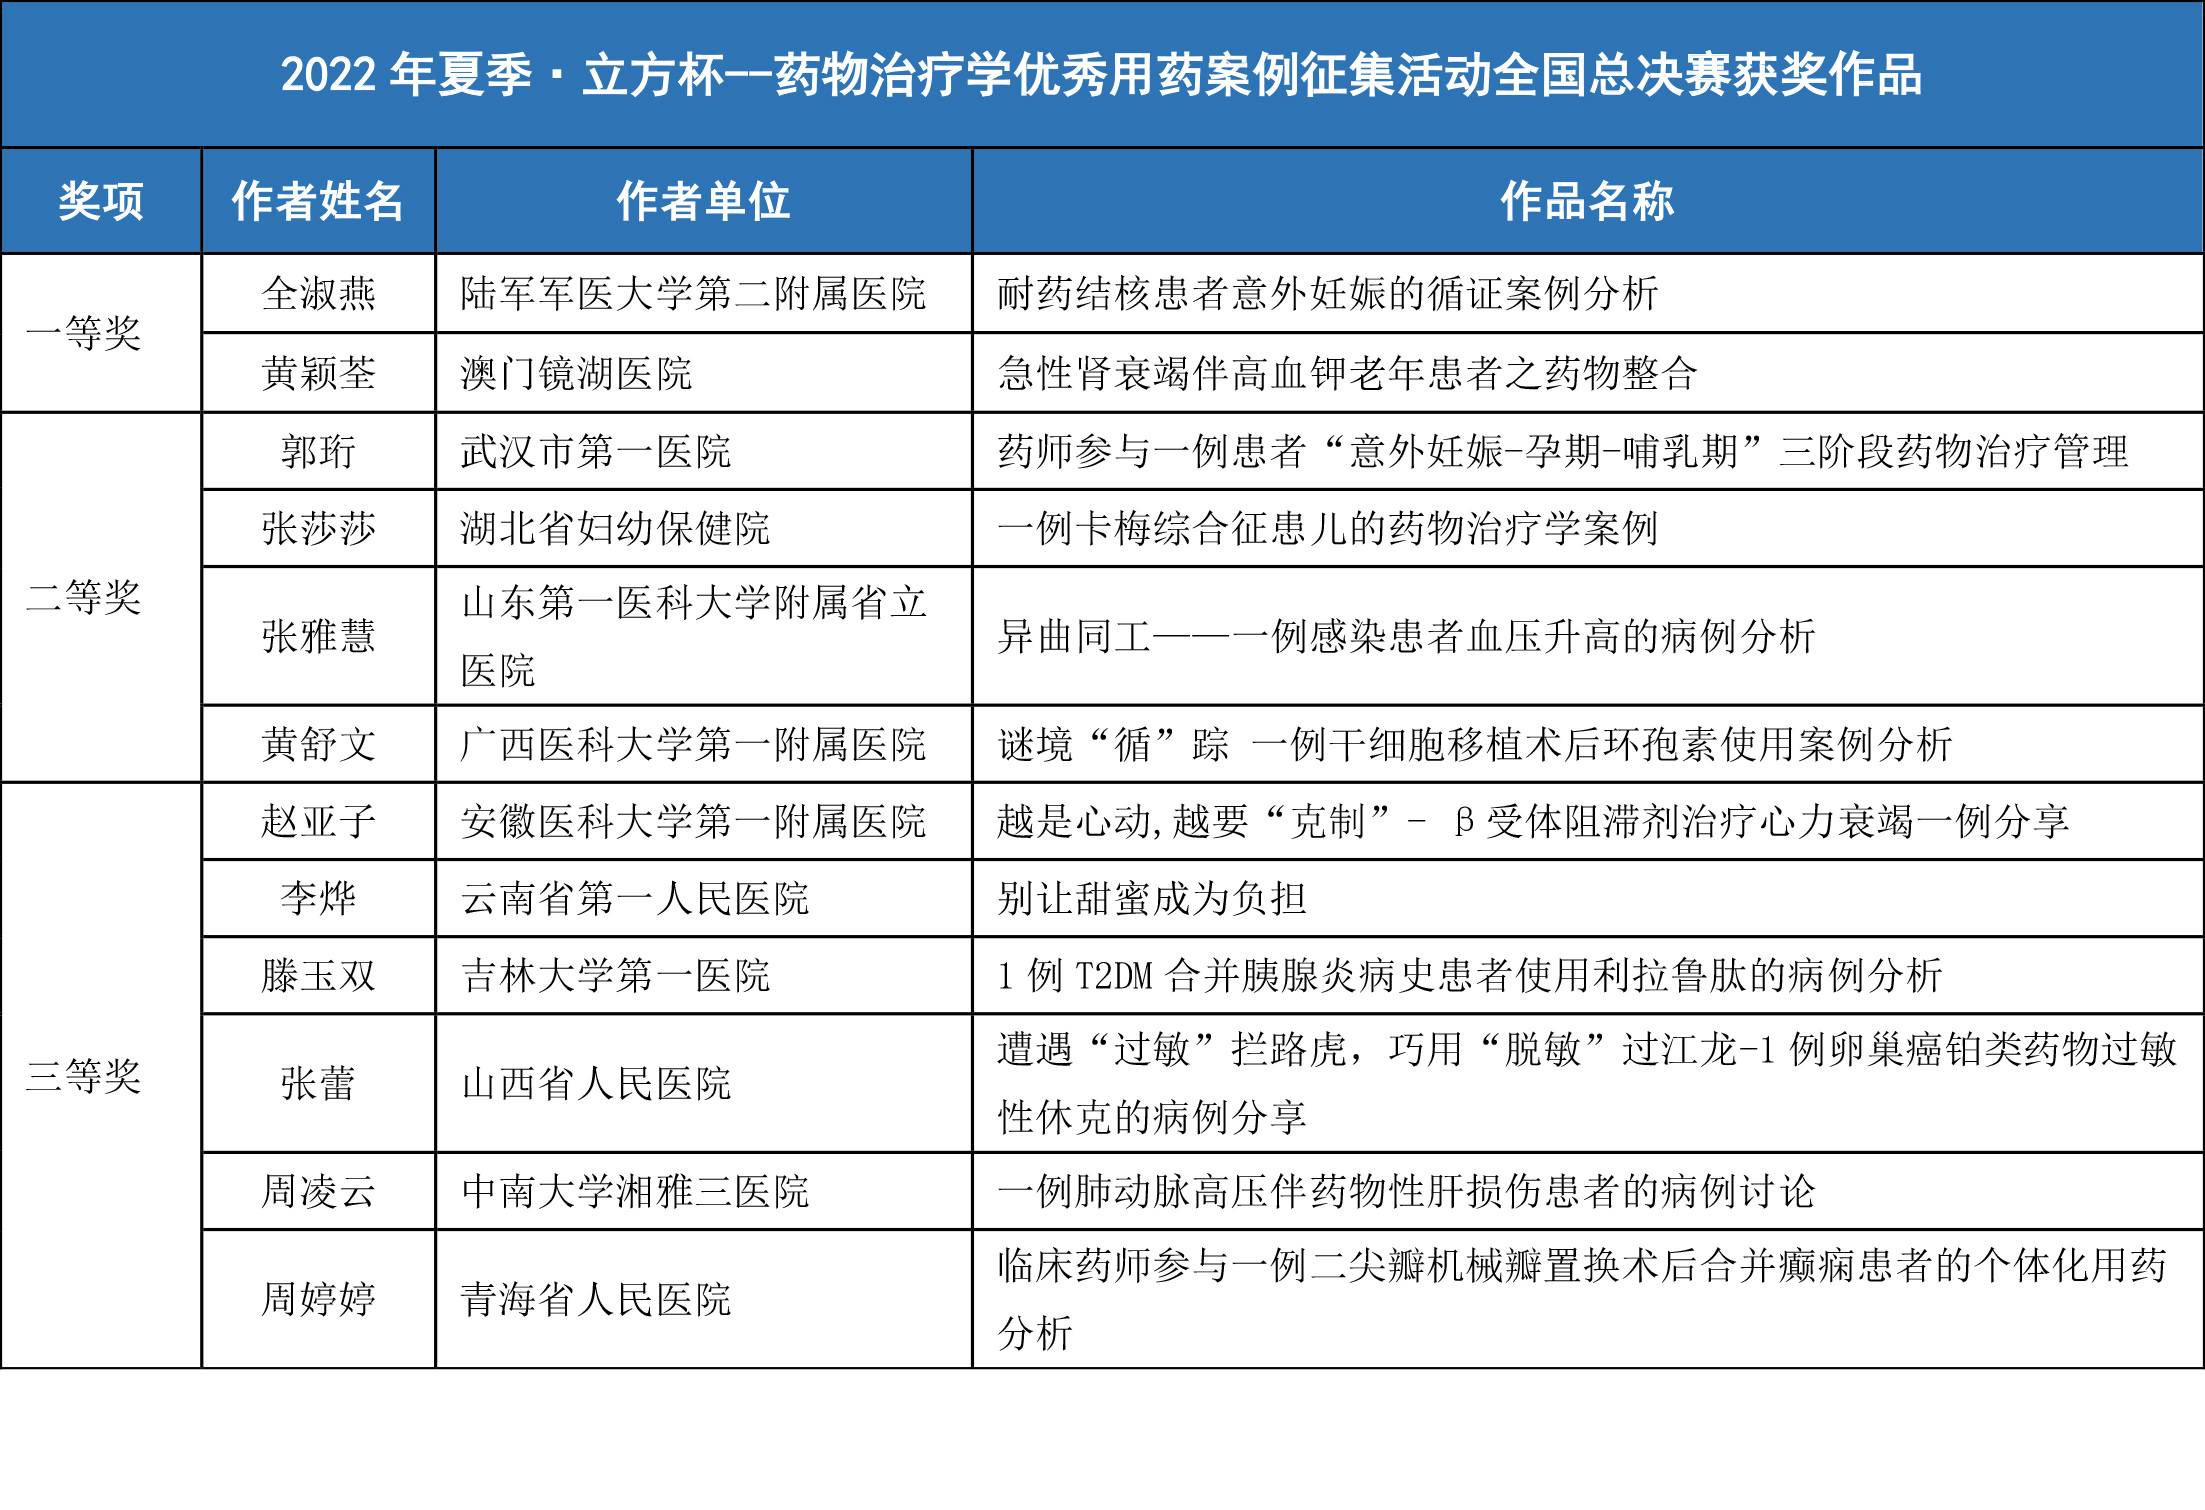 2022 年夏季·立方杯--药物治疗学优秀用药案例征集活动全国总决赛获奖作品
奖项 作者姓名 作者单位 作品名称
一等奖
全淑燕 陆军军医大学第二附属医院 耐药结核患者意外妊娠的循证案例分析
黄颖荃 澳门镜湖医院 急性肾衰竭伴高血钾老年患者之药物整合
二等奖
郭珩 武汉市第一医院 药师参与一例患者“意外妊娠-孕期-哺乳期”三阶段药物治疗管理
张莎莎 湖北省妇幼保健院 一例卡梅综合征患儿的药物治疗学案例
张雅慧 山东第一医科大学附属省立
医院
异曲同工——一例感染患者血压升高的病例分析
黄舒文 广西医科大学第一附属医院 谜境“循”踪 一例干细胞移植术后环孢素使用案例分析
三等奖
赵亚子 安徽医科大学第一附属医院 越是心动,越要“克制”- β受体阻滞剂治疗心力衰竭一例分享
李烨 云南省第一人民医院 别让甜蜜成为负担
滕玉双 吉林大学第一医院 1 例 T2DM 合并胰腺炎病史患者使用利拉鲁肽的病例分析
张蕾 山西省人民医院 遭遇“过敏”拦路虎，巧用“脱敏”过江龙-1 例卵巢癌铂类药物过敏
性休克的病例分享
周凌云 中南大学湘雅三医院 一例肺动脉高压伴药物性肝损伤患者的病例讨论
周婷婷 青海省人民医院 临床药师参与一例二尖瓣机械瓣置换术后合并癫痫患者的个体化用药
分析